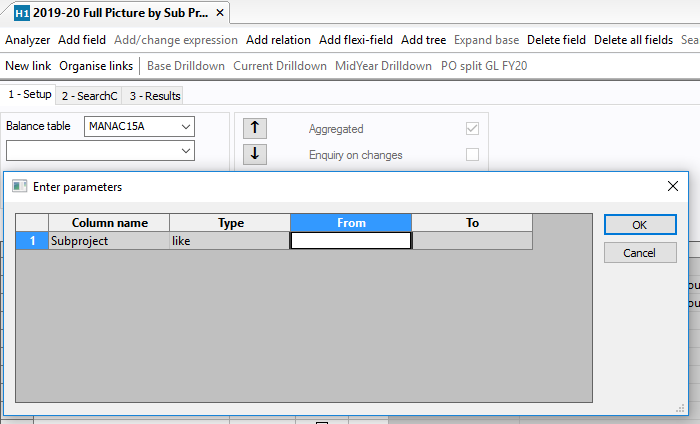 H1 2019-20 Full Picture by Sub Pr... ×
Analyzer Add field Add/change expression Add relation Add flexi-field Add tree Expand base Delete field Delete all fields Sea
New link Organise links Base Drilldown Current Drilldown MidYear Drilldown PO split GL FY20
1 - Setup 2 - SearchC 3 - Results
Balance table MANAC15A Aggregated
Enquiry on changes
Enter parameters
Column name Type From To
1 Subproject like
OK
Cancel
ou
ou